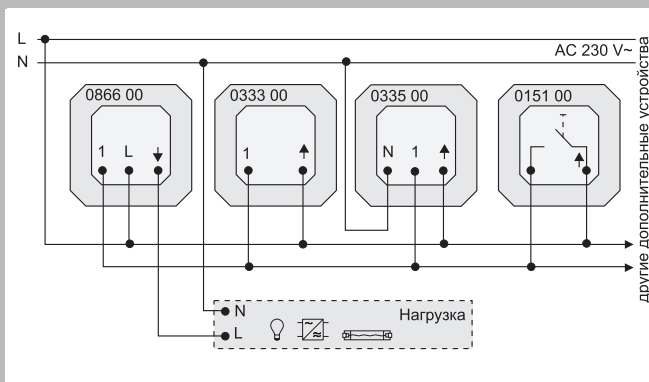 L
N
AC 230 V~
0866 00
0333 00
0335 00
0151 00
1 L
1
N 1
N
L
Нагрузка
другие дополнительные устройства